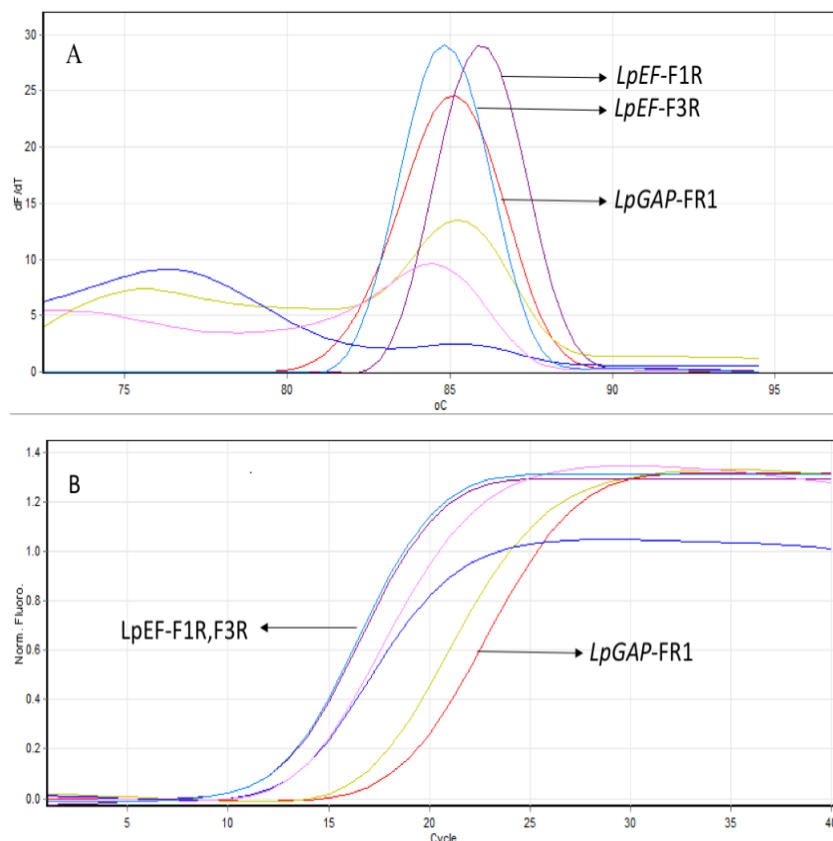 A
30
25
20
15
10
5
0
dF/dT
75
80
85
90
95
oC
LpEF-F1R
LpEF-F3R
LpGAP-FR1
B
1.4
1.2
1.0
0.8
0.6
0.4
0.2
0.0
Norm. Fluoro.
5
10
15
20
25
30
35
40
Cycle
LpEF-F1R,F3R
LpGAP-FR1